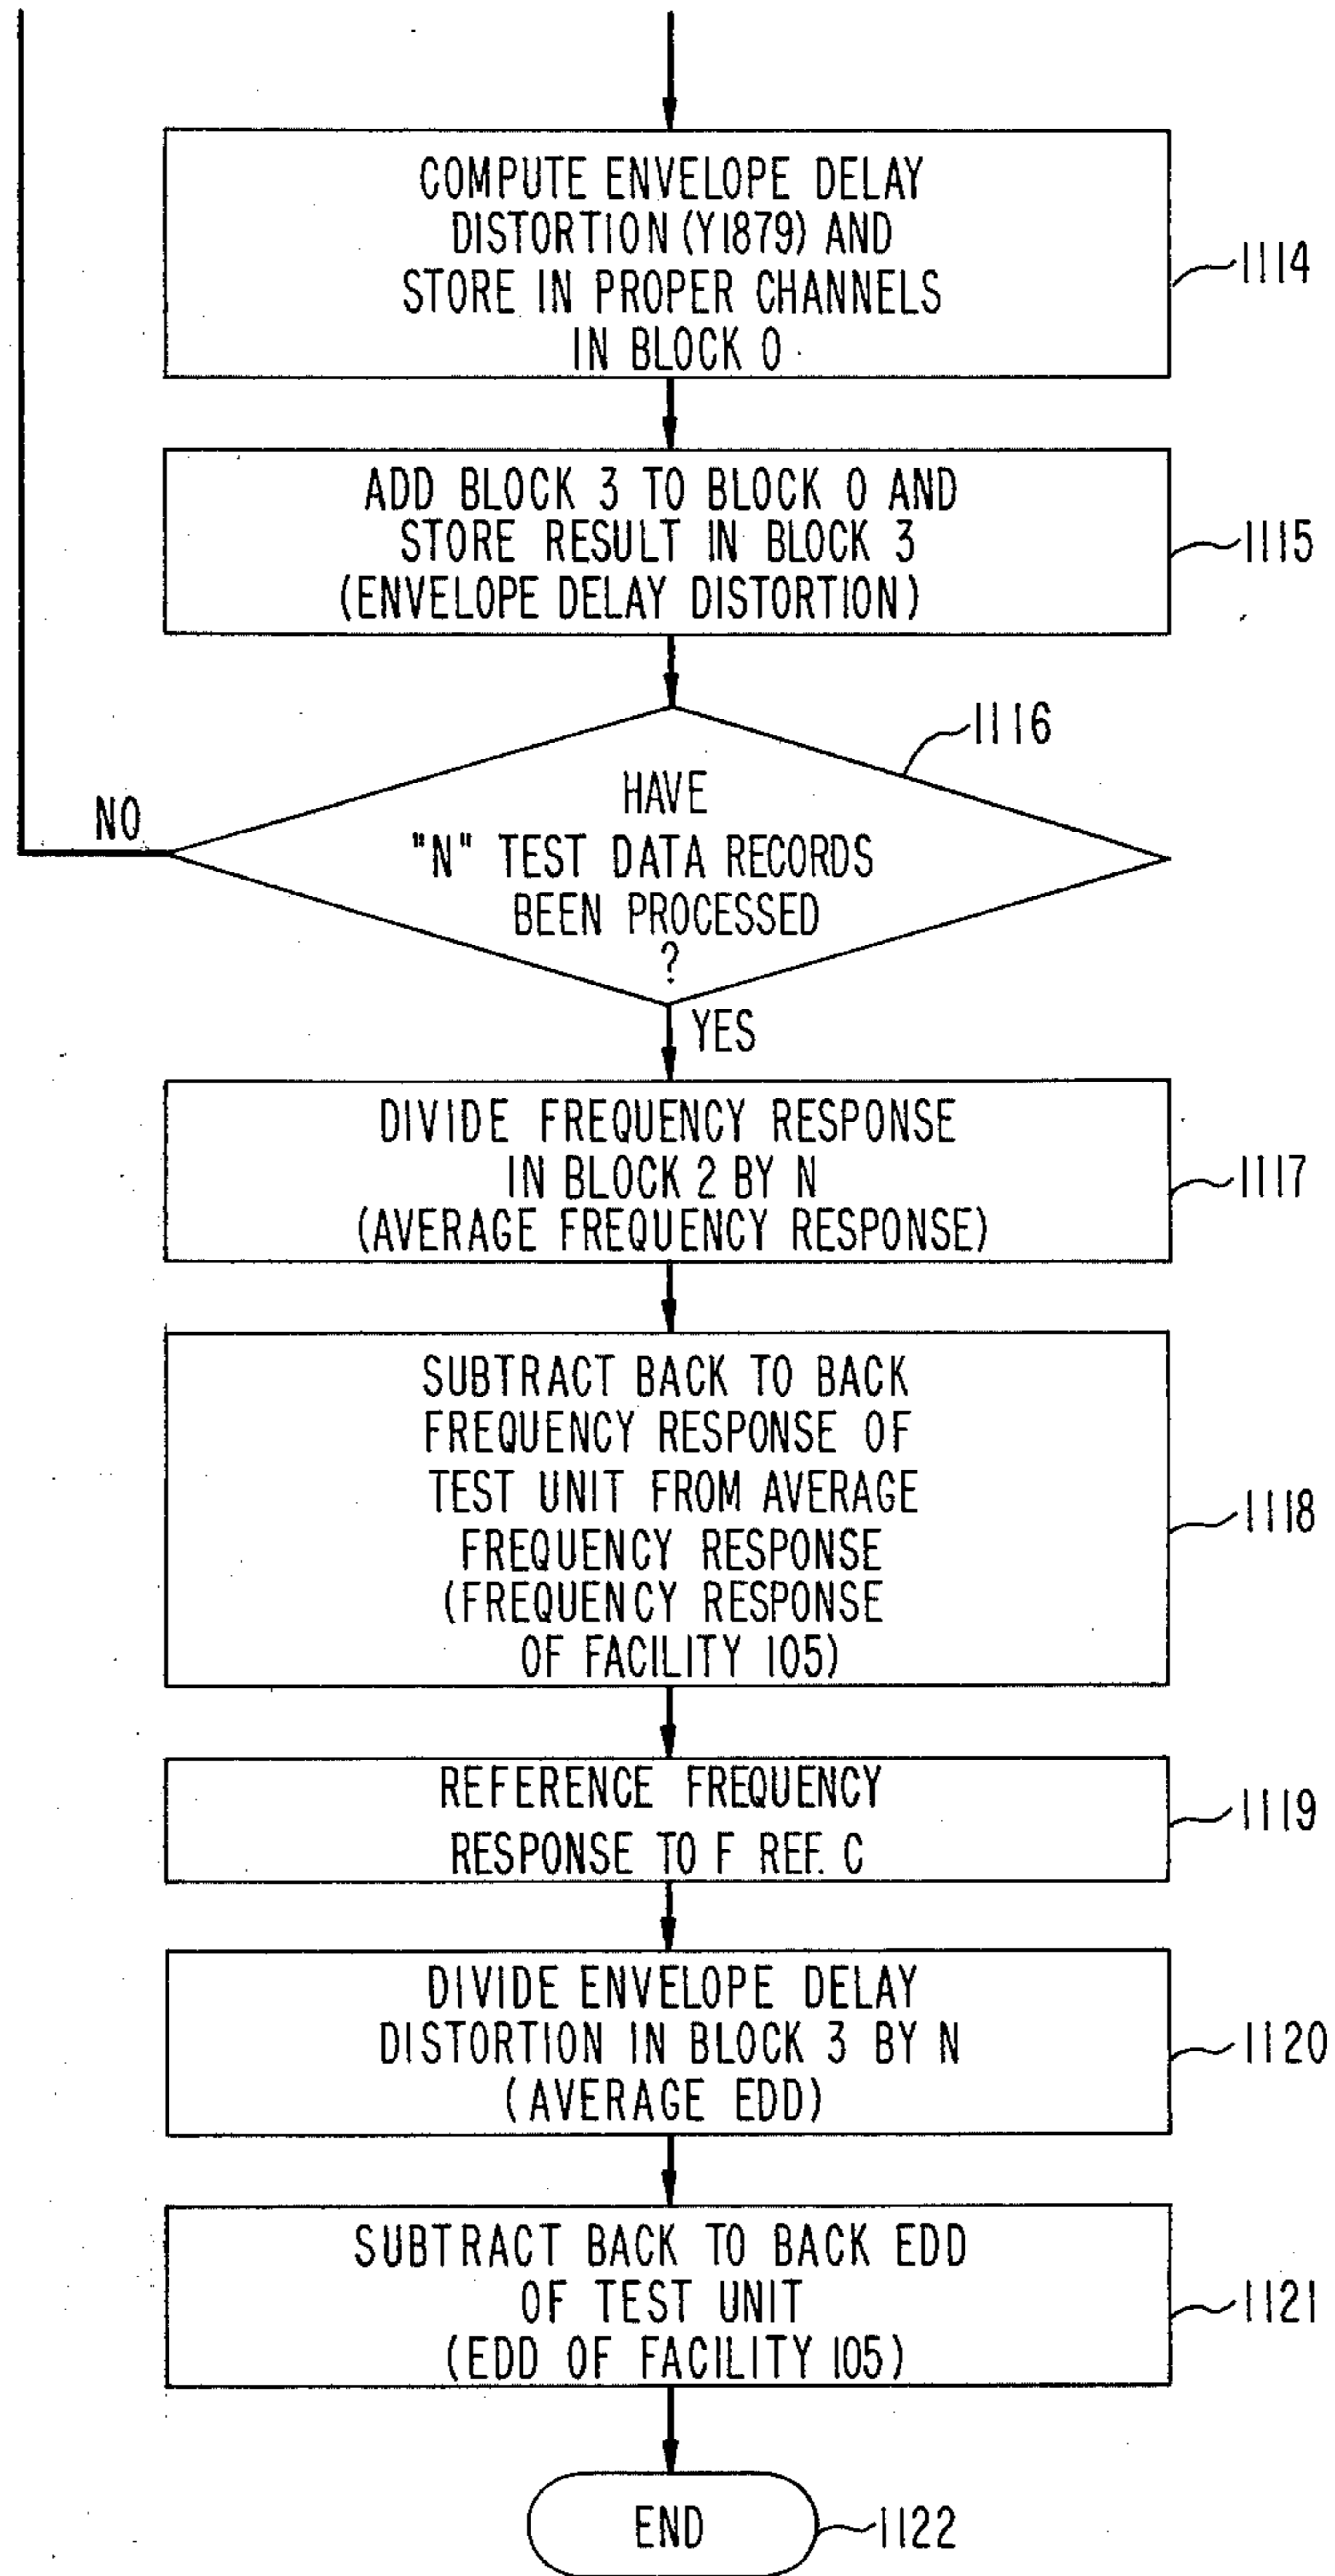 COMPUTE ENVELOPE DELAY
DISTORTION (Y1879) AND
STORE IN PROPER CHANNELS
IN BLOCK 0
1114
ADD BLOCK 3 TO BLOCK 0 AND
STORE RESULT IN BLOCK 3
(ENVELOPE DELAY DISTORTION)
1115
1116
HAVE
"N" TEST DATA RECORDS
BEEN PROCESSED
?
NO
YES
DIVIDE FREQUENCY RESPONSE
IN BLOCK 2 BY N
(AVERAGE FREQUENCY RESPONSE)
1117
SUBTRACT BACK TO BACK
FREQUENCY RESPONSE OF
TEST UNIT FROM AVERAGE
FREQUENCY RESPONSE
(FREQUENCY RESPONSE
OF FACILITY 105)
1118
REFERENCE FREQUENCY
RESPONSE TO F REF. C
1119
DIVIDE ENVELOPE DELAY
DISTORTION IN BLOCK 3 BY N
(AVERAGE EDD)
1120
SUBTRACT BACK TO BACK EDD
OF TEST UNIT
(EDD OF FACILITY 105)
1121
END
1122